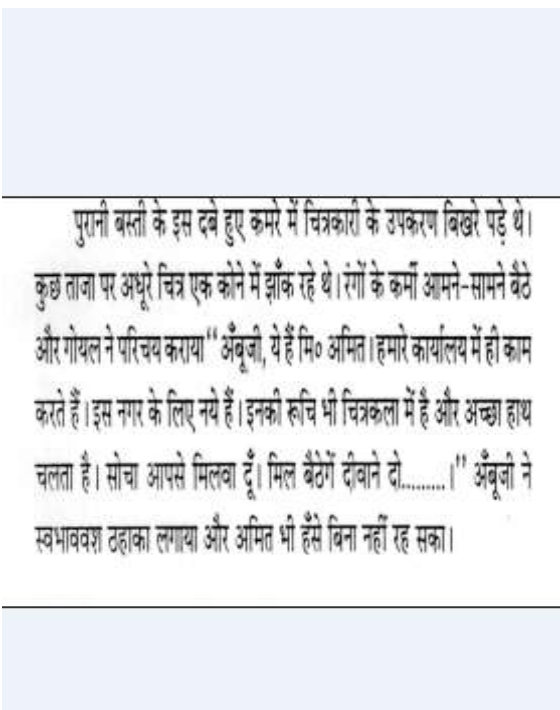 पुरानी बस्ती के इस दबे हुए कमरे में चित्रकारी के उपकरण बिखरे पड़े थे।
कुछ ताजा पर अधूरे चित्र एक कोने में झाँक रहे थे। रंगों के कर्मी आमने-सामने बैठे
और गोयल ने परिचय कराया“ अँबूजी, ये हैं मि० अमित। हमारे कार्यालय में ही काम
करते हैं। इस नगर के लिए नये हैं। इनकी रूचि भी चित्रकला में है और अच्छा हाथ
चलता है। सोचा आपसे मिलवा दूँ। मिल बैठेगें दीवाने दो.........।” अँबूजी ने
स्वभाववश ठहाका लगाया और अमित भी हँसे बिना नहीं रह सका।